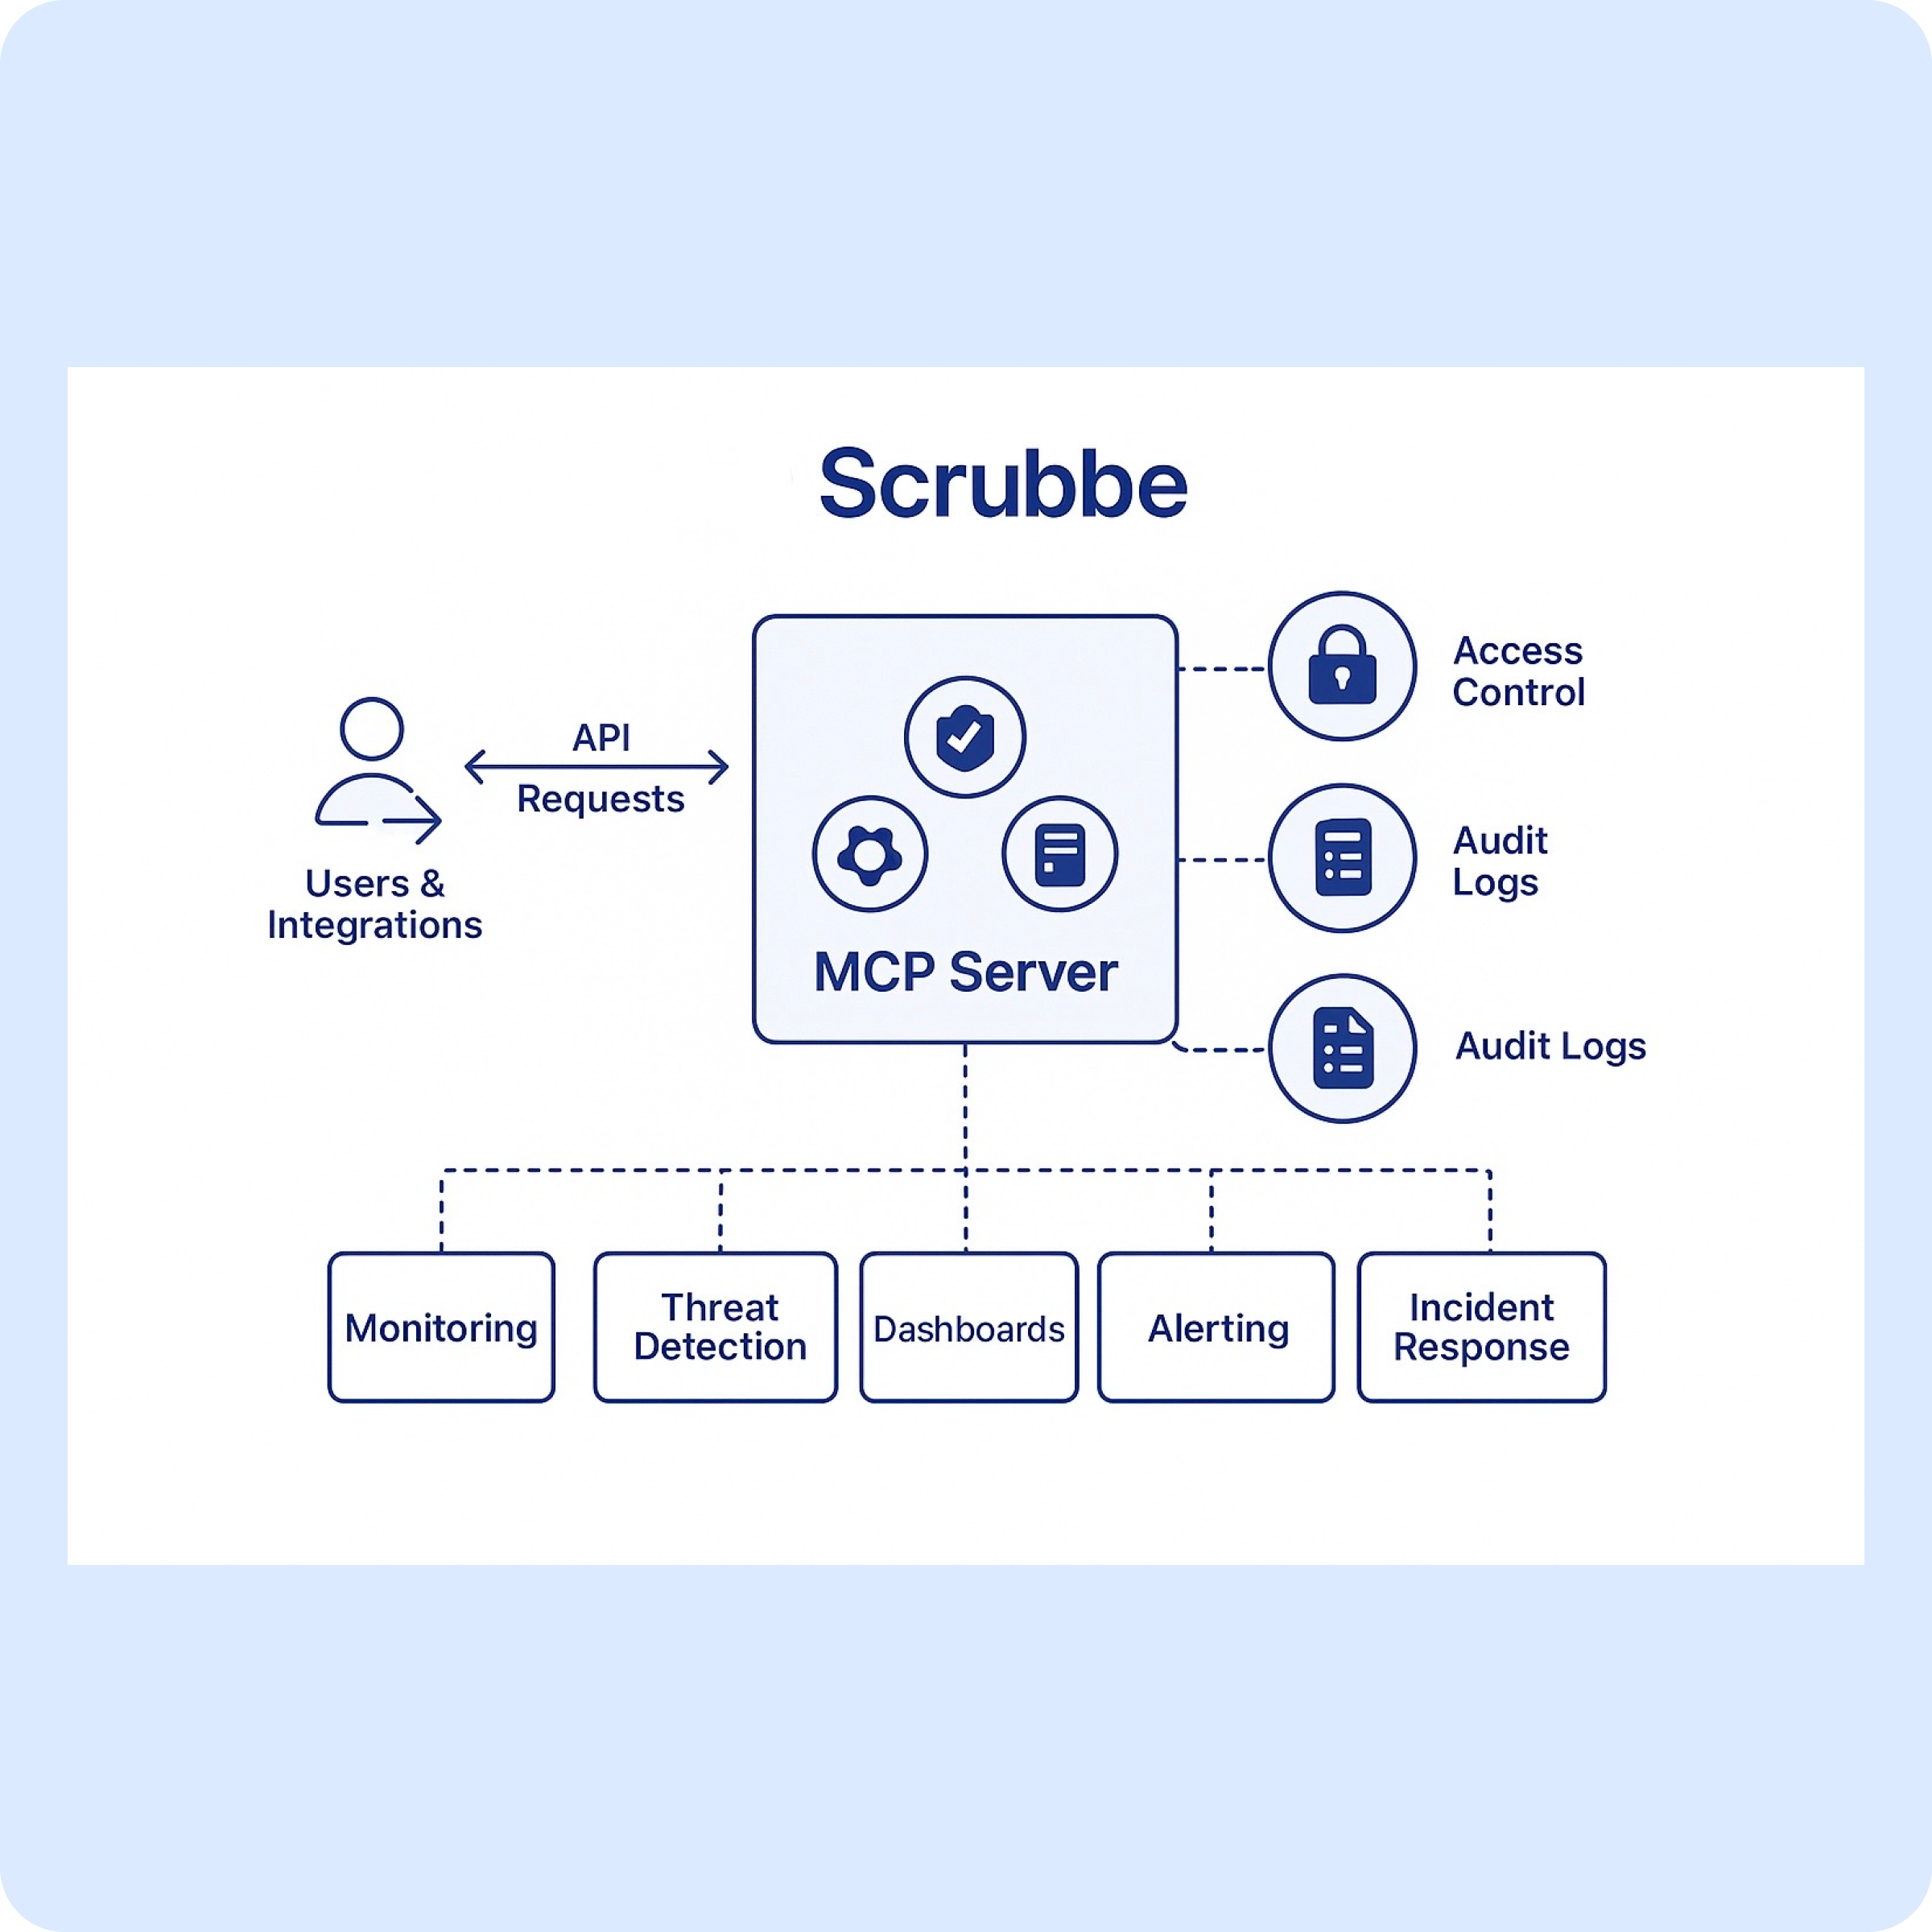 Scrubbe
API
Requests
Users &
Integrations
MCP Server
Access
Control
Audit
Logs
Audit Logs
Monitoring
Threat
Detection
Dashboards
Alerting
Incident
Response